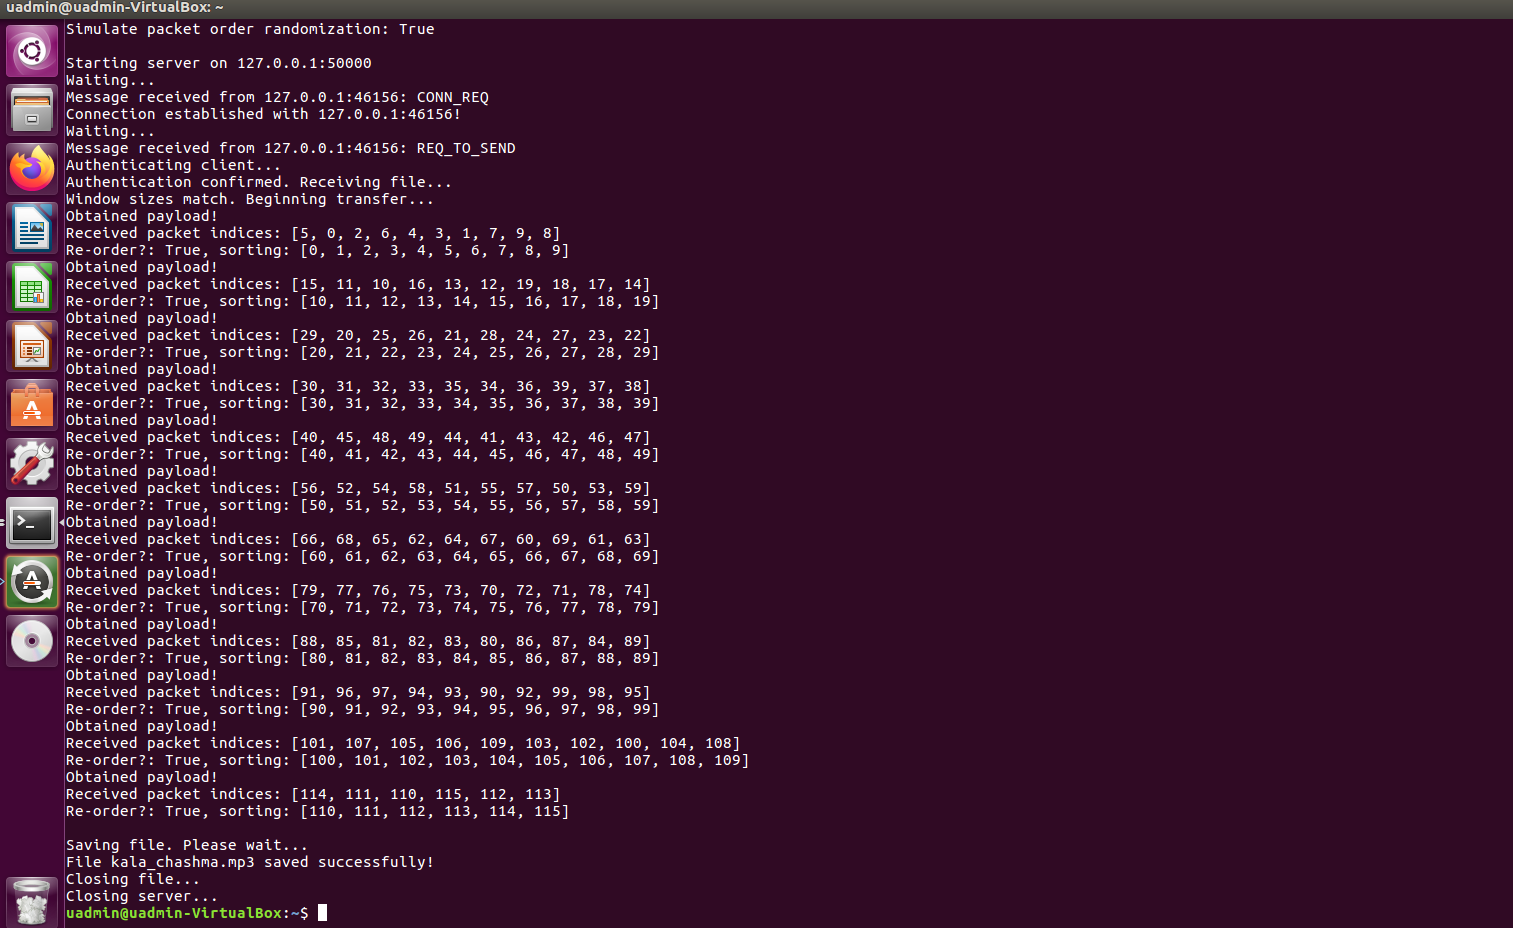 uadmin@uadmin-VirtualBox: ~
Simulate packet order randomization: True
Starting server on 127.0.0.1:50000
Waiting...
Message received from 127.0.0.1:46156: CONN_REQ
Connection established with 127.0.0.1:46156!
Waiting...
Message received from 127.0.0.1:46156: REQ_TO_SEND
Authenticating client...
Authentication confirmed. Receiving file...
Window sizes match. Beginning transfer...
Obtained payload!
Received packet indices: [5, 0, 2, 6, 4, 3, 1, 7, 9, 8]
Re-order?: True, sorting: [0, 1, 2, 3, 4, 5, 6, 7, 8, 9]
Obtained payload!
Received packet indices: [15, 11, 10, 16, 13, 12, 19, 18, 17, 14]
Re-order?: True, sorting: [10, 11, 12, 13, 14, 15, 16, 17, 18, 19]
Obtained payload!
Received packet indices: [29, 20, 25, 26, 21, 28, 24, 27, 23, 22]
Re-order?: True, sorting: [20, 21, 22, 23, 24, 25, 26, 27, 28, 29]
Obtained payload!
Received packet indices: [30, 31, 32, 33, 35, 34, 36, 39, 37, 38]
Re-order?: True, sorting: [30, 31, 32, 33, 34, 35, 36, 37, 38, 39]
Obtained payload!
Received packet indices: [40, 45, 48, 49, 44, 41, 43, 42, 46, 47]
Re-order?: True, sorting: [40, 41, 42, 43, 44, 45, 46, 47, 48, 49]
Obtained payload!
Received packet indices: [56, 52, 54, 58, 51, 55, 57, 50, 53, 59]
Re-order?: True, sorting: [50, 51, 52, 53, 54, 55, 56, 57, 58, 59]
Obtained payload!
Received packet indices: [66, 68, 65, 62, 64, 67, 60, 69, 61, 63]
Re-order?: True, sorting: [60, 61, 62, 63, 64, 65, 66, 67, 68, 69]
Obtained payload!
Received packet indices: [79, 77, 76, 75, 73, 70, 72, 71, 78, 74]
Re-order?: True, sorting: [70, 71, 72, 73, 74, 75, 76, 77, 78, 79]
Obtained payload!
Received packet indices: [88, 85, 81, 82, 83, 80, 86, 87, 84, 89]
Re-order?: True, sorting: [80, 81, 82, 83, 84, 85, 86, 87, 88, 89]
Obtained payload!
Received packet indices: [91, 96, 97, 94, 93, 90, 92, 99, 98, 95]
Re-order?: True, sorting: [90, 91, 92, 93, 94, 95, 96, 97, 98, 99]
Obtained payload!
Received packet indices: [101, 107, 105, 106, 109, 103, 102, 100, 104, 108]
Re-order?: True, sorting: [100, 101, 102, 103, 104, 105, 106, 107, 108, 109]
Obtained payload!
Received packet indices: [114, 111, 110, 115, 112, 113]
Re-order?: True, sorting: [110, 111, 112, 113, 114, 115]
Saving file. Please wait...
File kala_chashma.mp3 saved successfully!
Closing file...
Closing server...
uadmin@uadmin-VirtualBox:~$